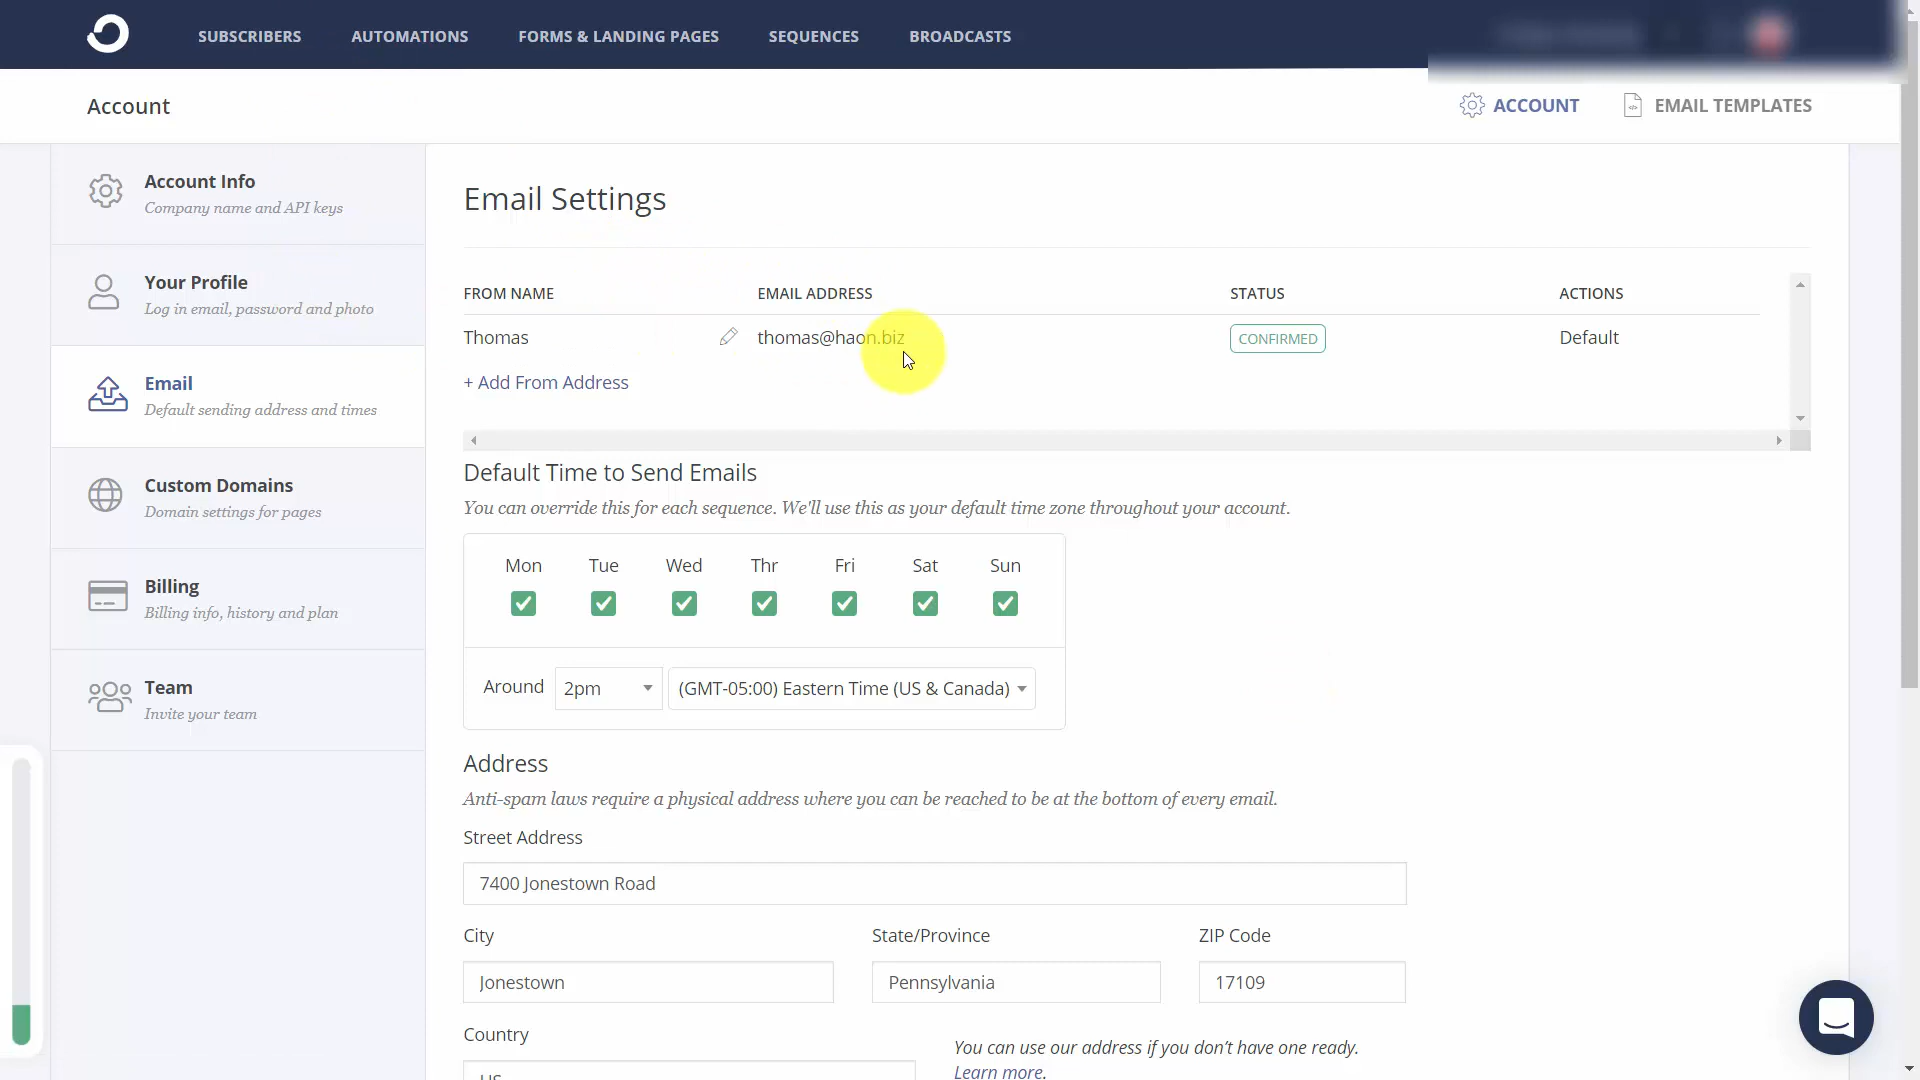 SUBSCRIBERS AUTOMATIONS FORMS & LANDING PAGES SEQUENCES BROADCASTS
Account ACCOUNT EMAIL TEMPLATES
Account Info
Company name and API keys
Your Profile
Log in email, password and photo
Email
Default sending address and times
Custom Domains
Domain settings for pages
Billing
Billing info, history and plan
Team
Invite your team
Email Settings
FROM NAME EMAIL ADDRESS STATUS ACTIONS
Thomas thomas@haon.biz CONFIRMED Default
+ Add From Address
Default Time to Send Emails
You can override this for each sequence. We'll use this as your default time zone throughout your account.
Mon Tue Wed Thr Fri Sat Sun
Around 2pm (GMT-05:00) Eastern Time (US & Canada)
Address
Anti-spam laws require a physical address where you can be reached to be at the bottom of every email.
Street Address
7400 Jonestown Road
City State/Province ZIP Code
Jonestown Pennsylvania 17109
Country
US
You can use our address if you don't have one ready.
Learn more.